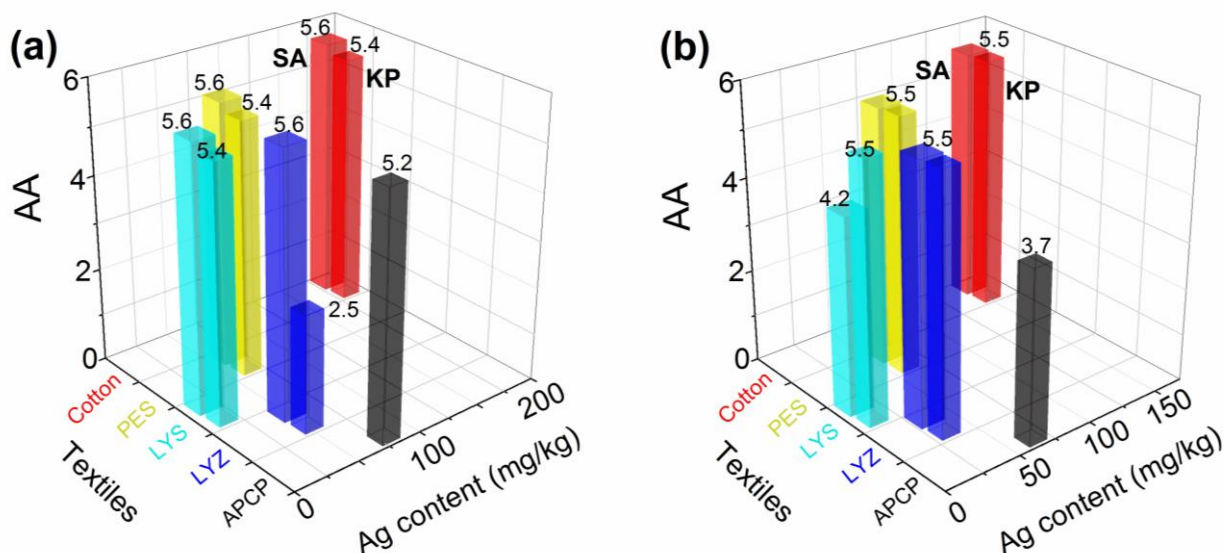 (a)
5.6
5.4
SA
KP
5.6
5.4
5.6
5.4
5.6
2.5
5.2
6
4
2
0
AA
Cotton
PES
LYS
LYZ
APCP
Textiles
0
100
200
Ag content (mg/kg)
(b)
5.5
SA
KP
5.5
5.5
4.2
5.5
3.7
6
4
2
0
AA
Cotton
PES
LYS
LYZ
APCP
Textiles
0
50
100
150
Ag content (mg/kg)